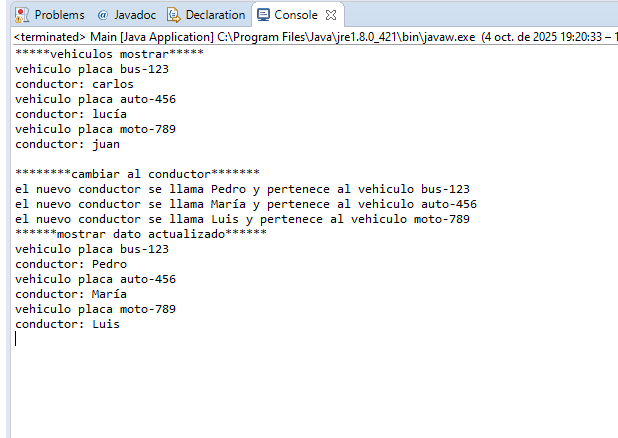 Problems @ Javadoc Declaration Console
<terminated> Main [Java Application] C:\Program Files\Java\jre1.8.0_421\bin\javaw.exe (4 oct. de 2025 19:20:33 – 1
*****vehiculos mostrar*****
vehiculo placa bus-123
conductor: carlos
vehiculo placa auto-456
conductor: lucía
vehiculo placa moto-789
conductor: juan
********cambiar al conductor*******
el nuevo conductor se llama Pedro y pertenece al vehiculo bus-123
el nuevo conductor se llama María y pertenece al vehiculo auto-456
el nuevo conductor se llama Luis y pertenece al vehiculo moto-789
******mostrar dato actualizado******
vehiculo placa bus-123
conductor: Pedro
vehiculo placa auto-456
conductor: María
vehiculo placa moto-789
conductor: Luis